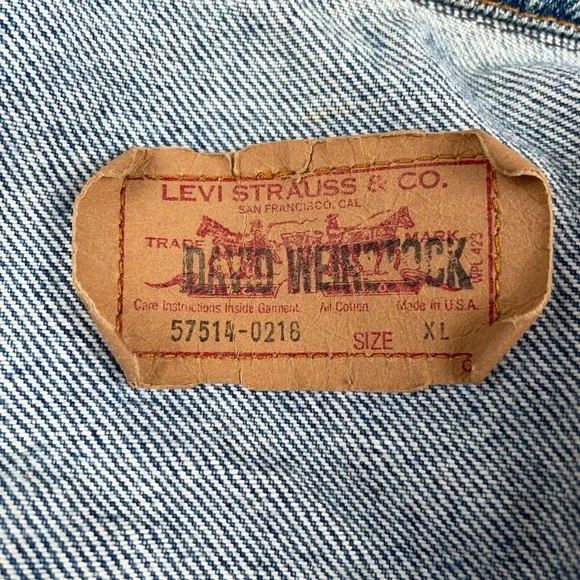 LEVI STRAUSS & CO.
SAN FRANCISCO, CAL
TRADE MARK
WPL 423
DAVID WEINSTOCK
Care Instructions Inside Garment. All Cotton. Made in U.S.A.
57514-0216 SIZE XL